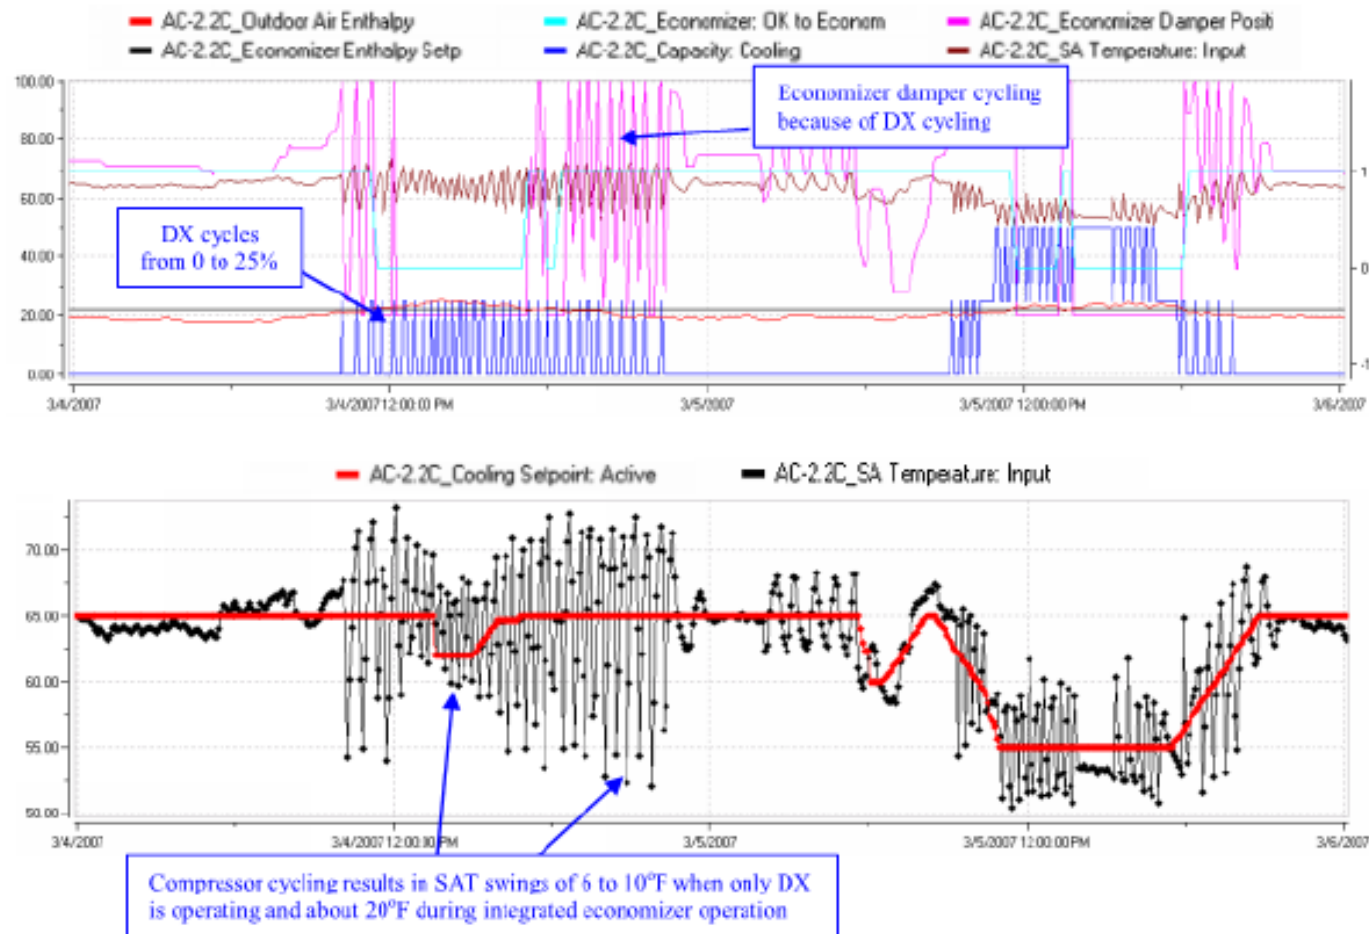 AC-2.2C_Outdoor Air Enthalpy AC-2.2C_Economizer: OK to Econom AC-2.2C_Economizer Damper Positi
AC-2.2C_Economizer Enthalpy Setp AC-2.2C_Capacity: Cooling AC-2.2C_SA Temperature: Input
100.00
Economizer damper cycling
because of DX cycling
80.00
60.00
1
DX cycles
from 0 to 25%
40.00
0
20.00
0.00
-1
3/4/2007 3/4/2007 12:00:00 PM 3/5/2007 3/5/2007 12:00:00 PM 3/6/2007
AC-2.2C_Cooling Setpoint: Active AC-2.2C_SA Temperature: Input
70.00
65.00
60.00
55.00
50.00
3/4/2007 3/4/2007 12:00:00 PM 3/5/2007 3/5/2007 12:00:00 PM 3/6/2007
Compressor cycling results in SAT swings of 6 to 10°F when only DX
is operating and about 20°F during integrated economizer operation